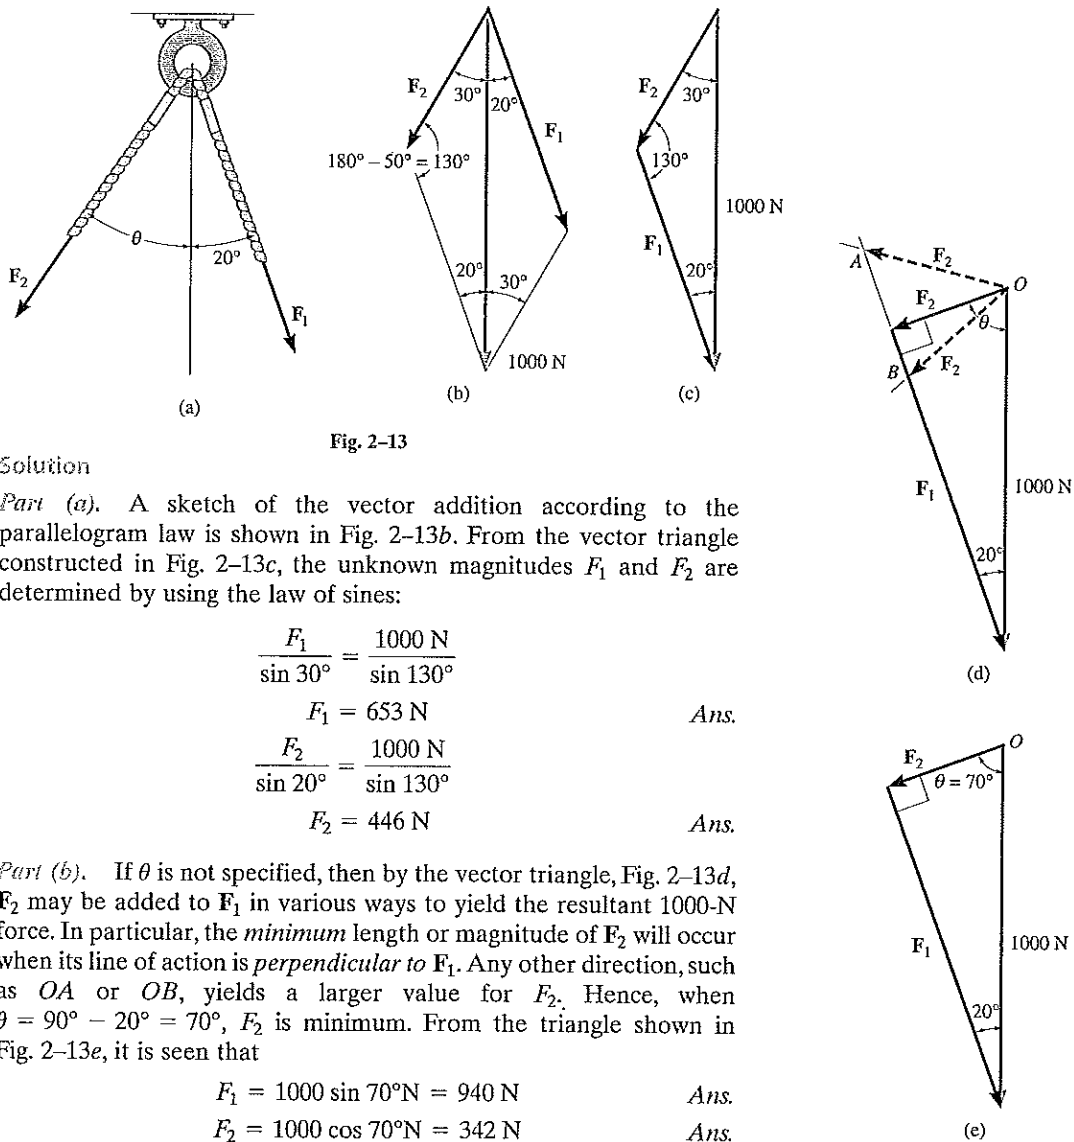 F₂
θ
20°
F₁
(a)
F₂
30°
20°
F₁
180° – 50° = 130°
20°
30°
1000 N
(b)
F₂
30°
130°
1000 N
F₁
20°
(c)
Fig. 2–13
A
F₂
O
F₂
θ
F₂
B
F₁
1000 N
20°
(d)
Solution
Part (a). A sketch of the vector addition according to the
parallelogram law is shown in Fig. 2–13b. From the vector triangle
constructed in Fig. 2–13c, the unknown magnitudes F₁ and F₂ are
determined by using the law of sines:
F₁ / sin 30° = 1000 N / sin 130°
F₁ = 653 N Ans.
F₂ / sin 20° = 1000 N / sin 130°
F₂ = 446 N Ans.
Part (b). If θ is not specified, then by the vector triangle, Fig. 2–13d,
F₂ may be added to F₁ in various ways to yield the resultant 1000-N
force. In particular, the minimum length or magnitude of F₂ will occur
when its line of action is perpendicular to F₁. Any other direction, such
as OA or OB, yields a larger value for F₂. Hence, when
θ = 90° – 20° = 70°, F₂ is minimum. From the triangle shown in
Fig. 2–13e, it is seen that
F₁ = 1000 sin 70°N = 940 N Ans.
F₂ = 1000 cos 70°N = 342 N Ans.
O
F₂
θ = 70°
F₁
1000 N
20°
(e)